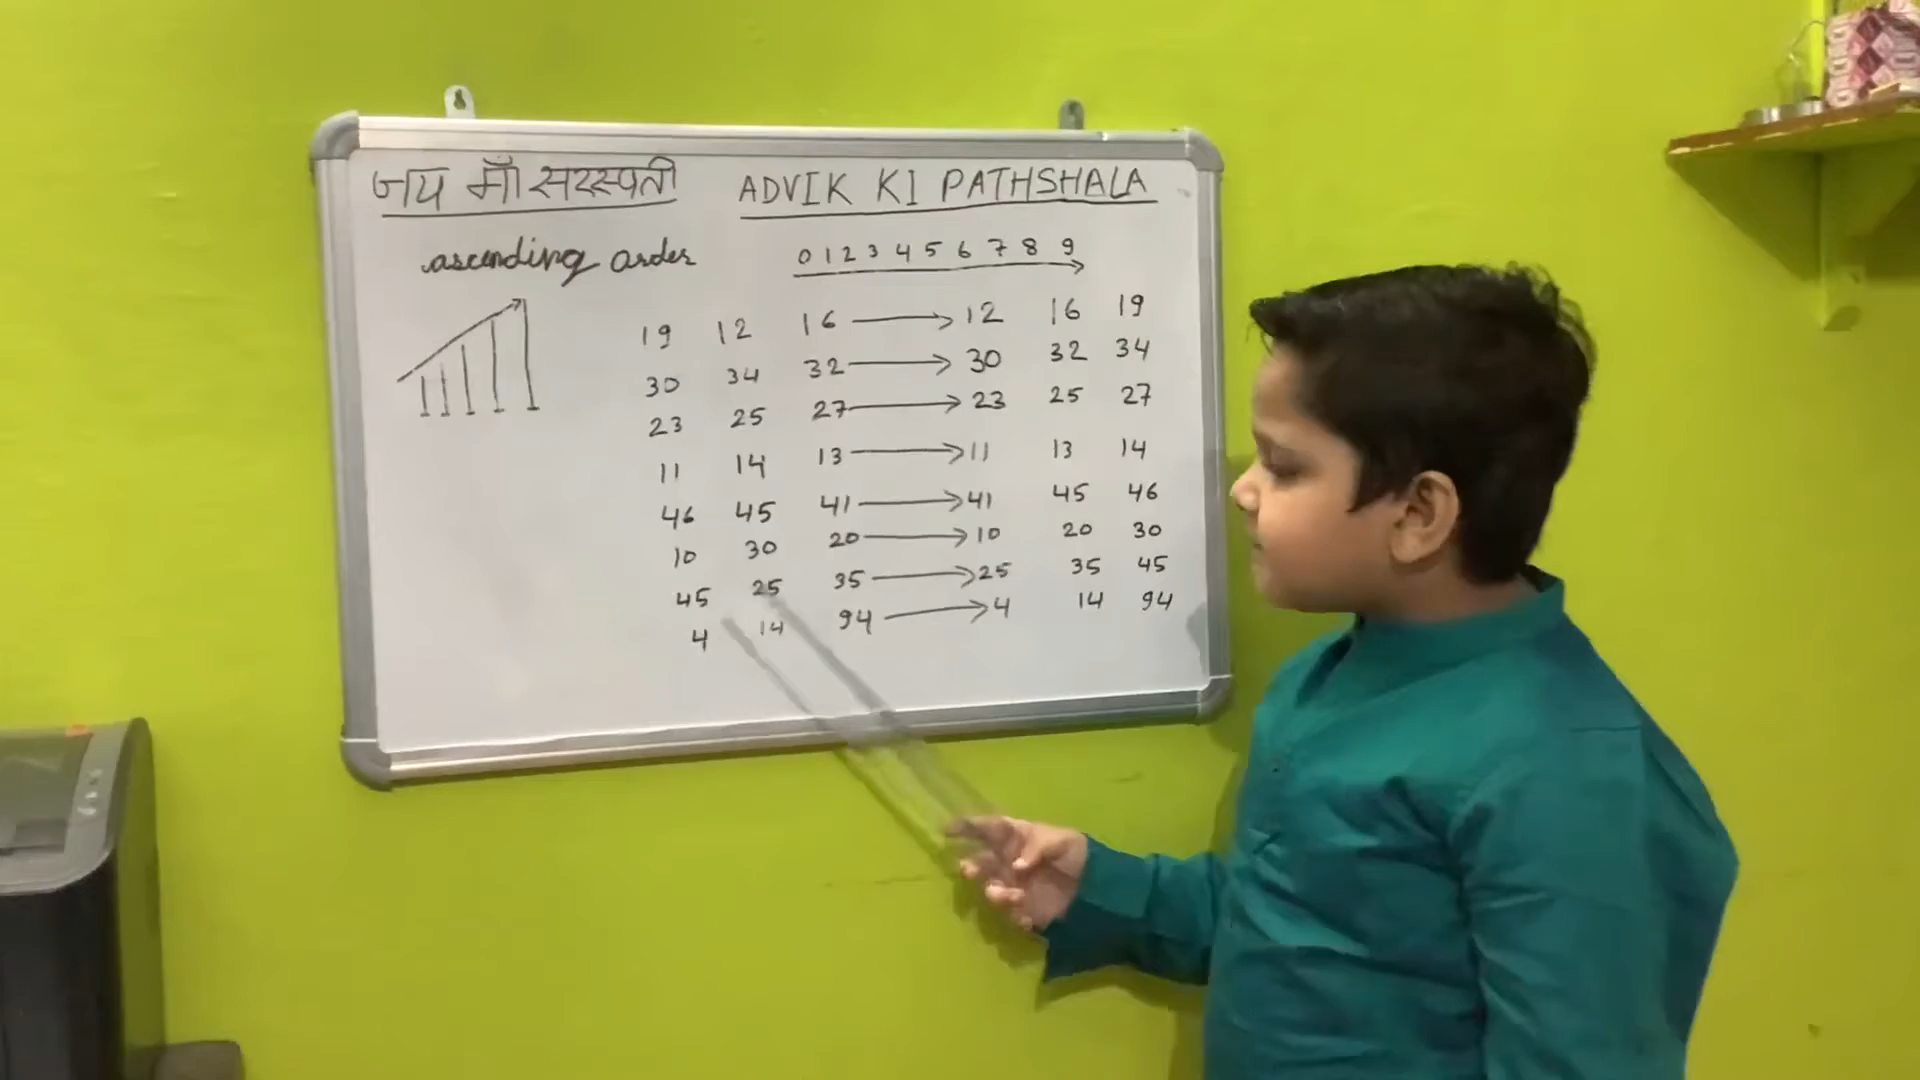 जय माँ सरस्वती ADVIK KI PATHSHALA
ascending order 0 1 2 3 4 5 6 7 8 9
19 12 16 → 12 16 19
30 34 32 → 30 32 34
23 25 27 → 23 25 27
11 14 13 → 11 13 14
46 45 41 → 41 45 46
10 30 20 → 10 20 30
45 25 35 → 25 35 45
4 14 94 → 4 14 94